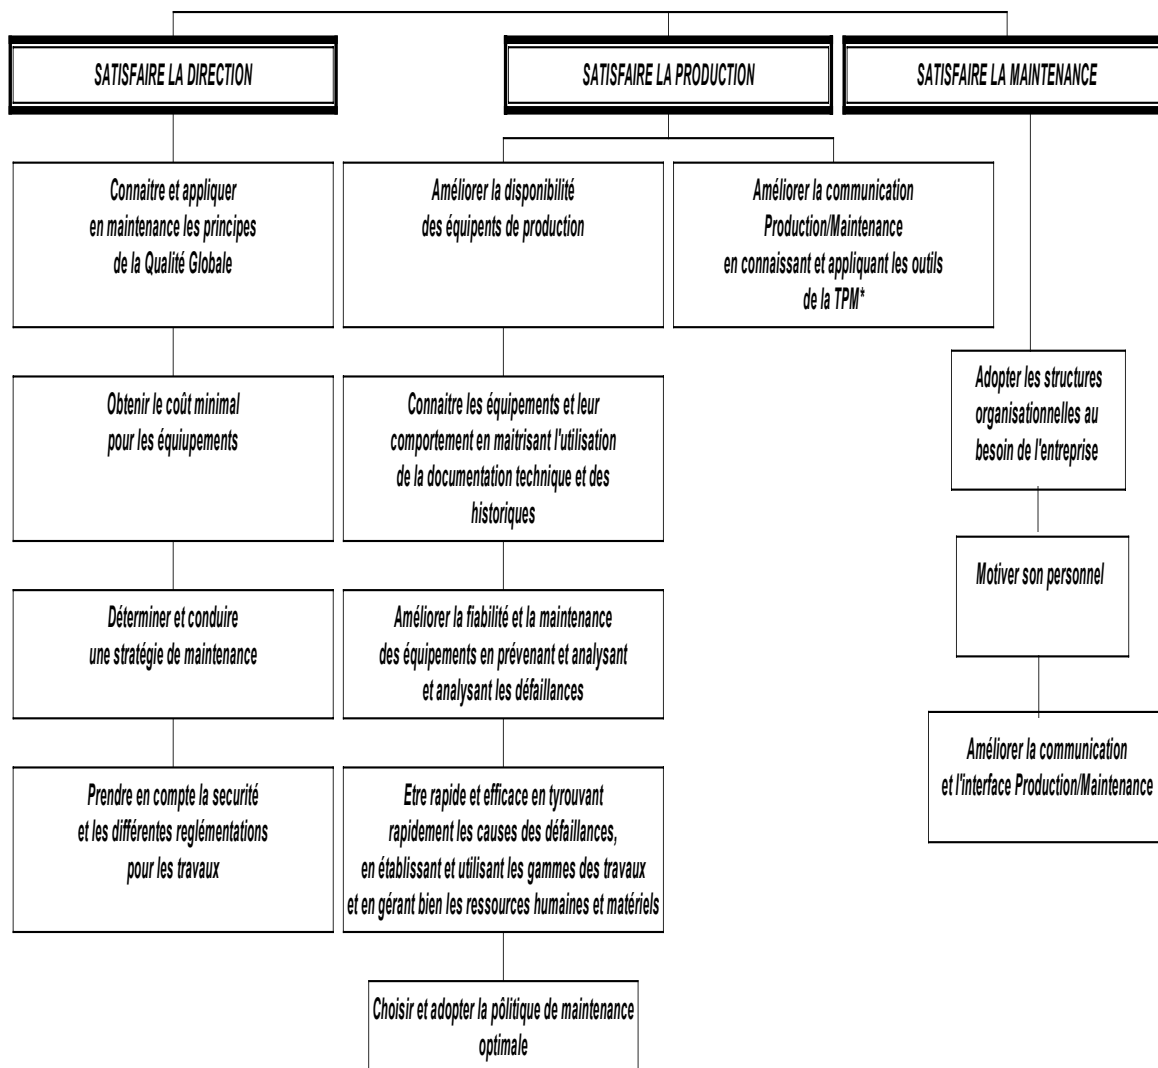 SATISFAIRE LA DIRECTION
SATISFAIRE LA PRODUCTION
SATISFAIRE LA MAINTENANCE
Connaitre et appliquer
en maintenance les principes
de la Qualité Globale
Améliorer la disponibilité
des équipents de production
Améliorer la communication
Production/Maintenance
en connaissant et appliquant les outils
de la TPM*
Obtenir le coût minimal
pour les équiupements
Connaitre les équipements et leur
comportement en maitrisant l'utilisation
de la documentation technique et des
historiques
Adopter les structures
organisationnelles au
besoin de l'entreprise
Motiver son personnel
Déterminer et conduire
une stratégie de maintenance
Améliorer la fiabilité et la maintenance
des équipements en prévenant et analysant
et analysant les défaillances
Améliorer la communication
et l'interface Production/Maintenance
Prendre en compte la securité
et les différentes reglémentations
pour les travaux
Etre rapide et efficace en tyrouvant
rapidement les causes des défaillances,
en établissant et utilisant les gammes des travaux
et en gérant bien les ressources humaines et matériels
Choisir et adopter la pôlitique de maintenance
optimale